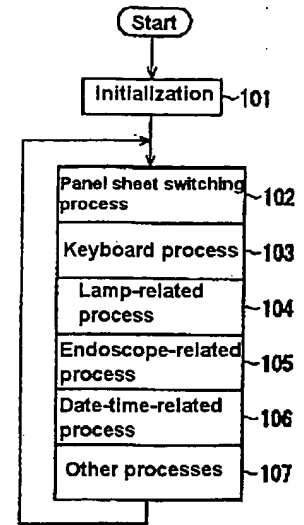 Start
Initialization 101
Panel sheet switching
process 102
Keyboard process 103
Lamp-related
process 104
Endoscope-related
process 105
Date-time-related
process 106
Other processes 107